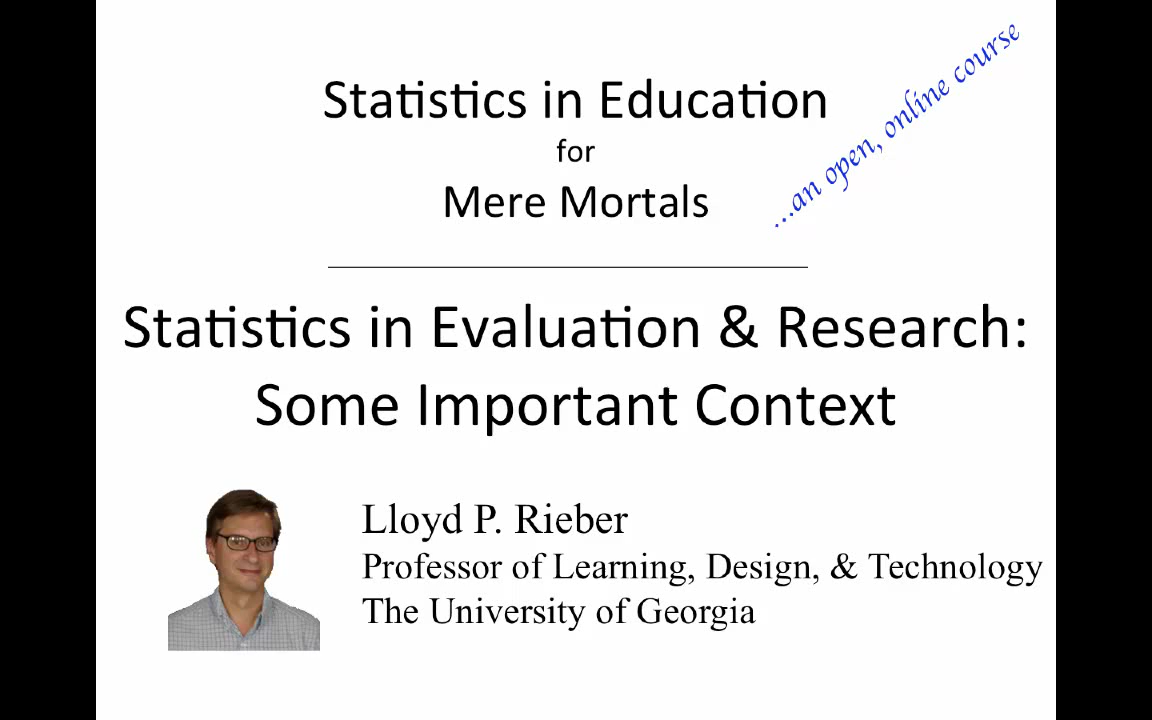 Statistics in Education
for
Mere Mortals
...an open, online course
Statistics in Evaluation & Research:
Some Important Context
Lloyd P. Rieber
Professor of Learning, Design, & Technology
The University of Georgia